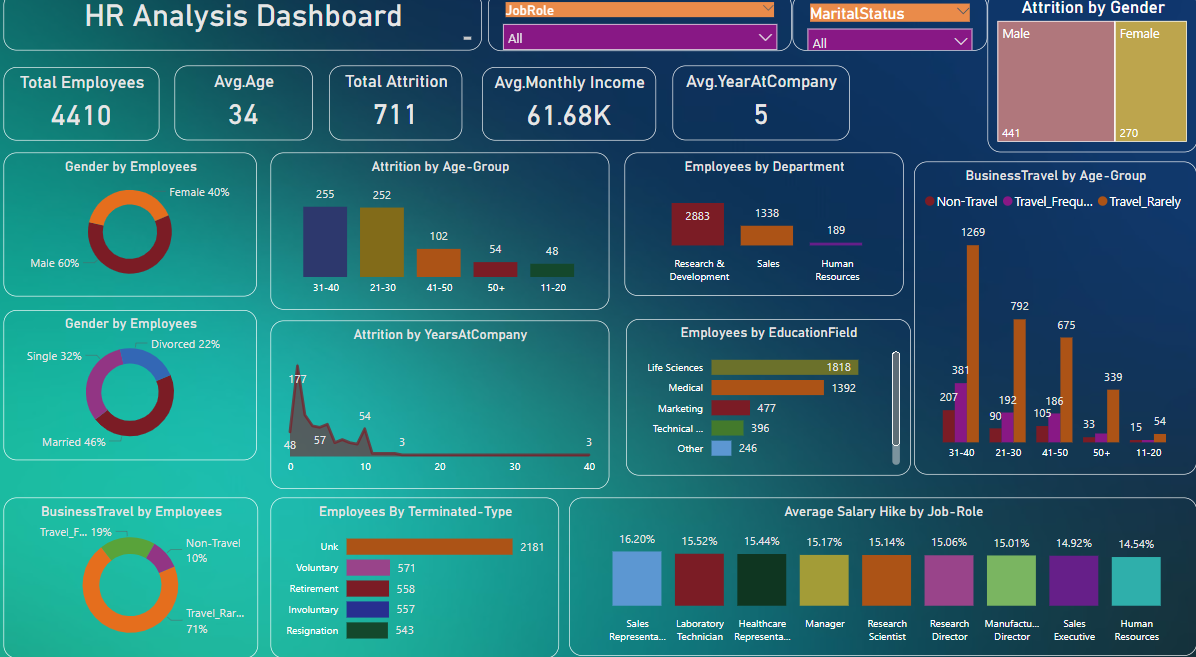 HR Analysis Dashboard
JobRole
All
MaritalStatus
All
Attrition by Gender
Male
Female
441
270
Total Employees
4410
Avg.Age
34
Total Attrition
711
Avg.Monthly Income
61.68K
Avg.YearAtCompany
5
Gender by Employees
Female 40%
Male 60%
Attrition by Age-Group
255
252
102
54
48
31-40
21-30
41-50
50+
11-20
Employees by Department
2883
1338
189
Research &
Development
Sales
Human
Resources
BusinessTravel by Age-Group
Non-Travel
Travel_Frequ...
Travel_Rarely
1269
792
675
339
381
207
192
90
186
105
33
15
54
31-40
21-30
41-50
50+
11-20
Gender by Employees
Divorced 22%
Single 32%
Married 46%
Attrition by YearsAtCompany
177
48
57
54
3
3
0
10
20
30
40
Employees by EducationField
Life Sciences
1818
Medical
1392
Marketing
477
Technical ...
396
Other
246
BusinessTravel by Employees
Travel_F... 19%
Non-Travel
10%
Travel_Rar...
71%
Employees By Terminated-Type
Unk
2181
Voluntary
571
Retirement
558
Involuntary
557
Resignation
543
Average Salary Hike by Job-Role
16.20%
15.52%
15.44%
15.17%
15.14%
15.06%
15.01%
14.92%
14.54%
Sales
Representa...
Laboratory
Technician
Healthcare
Representa...
Manager
Research
Scientist
Research
Director
Manufactu...
Director
Sales
Executive
Human
Resources